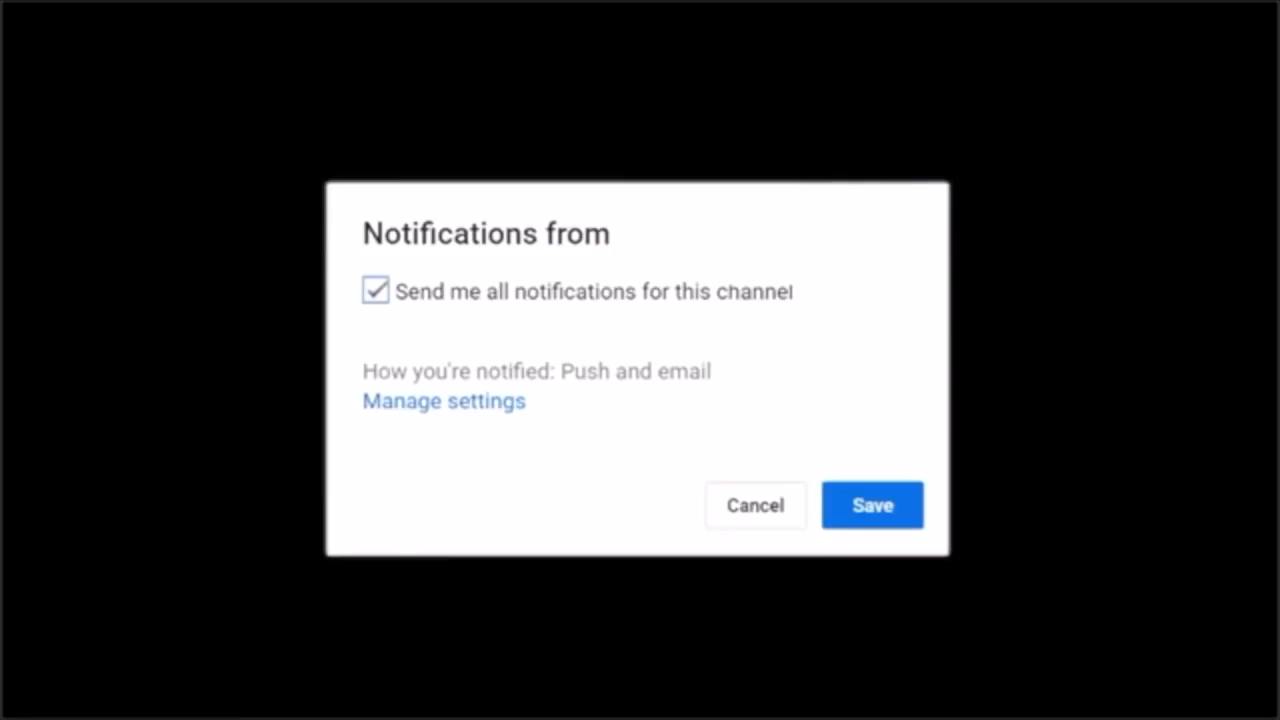 Notifications from
Send me all notifications for this channel
How you're notified: Push and email
Manage settings
Cancel Save